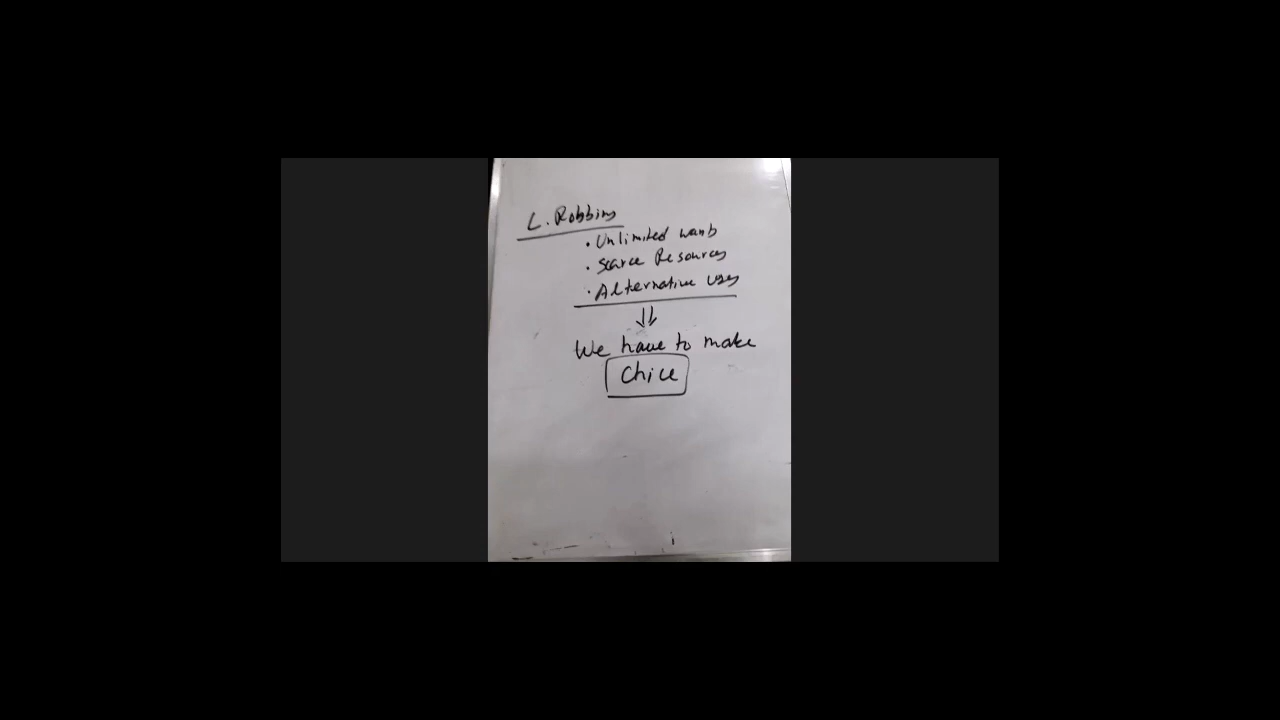 L. Robbins
· Unlimited wants
· Scarce Resources
· Alternative uses
We have to make
Chice